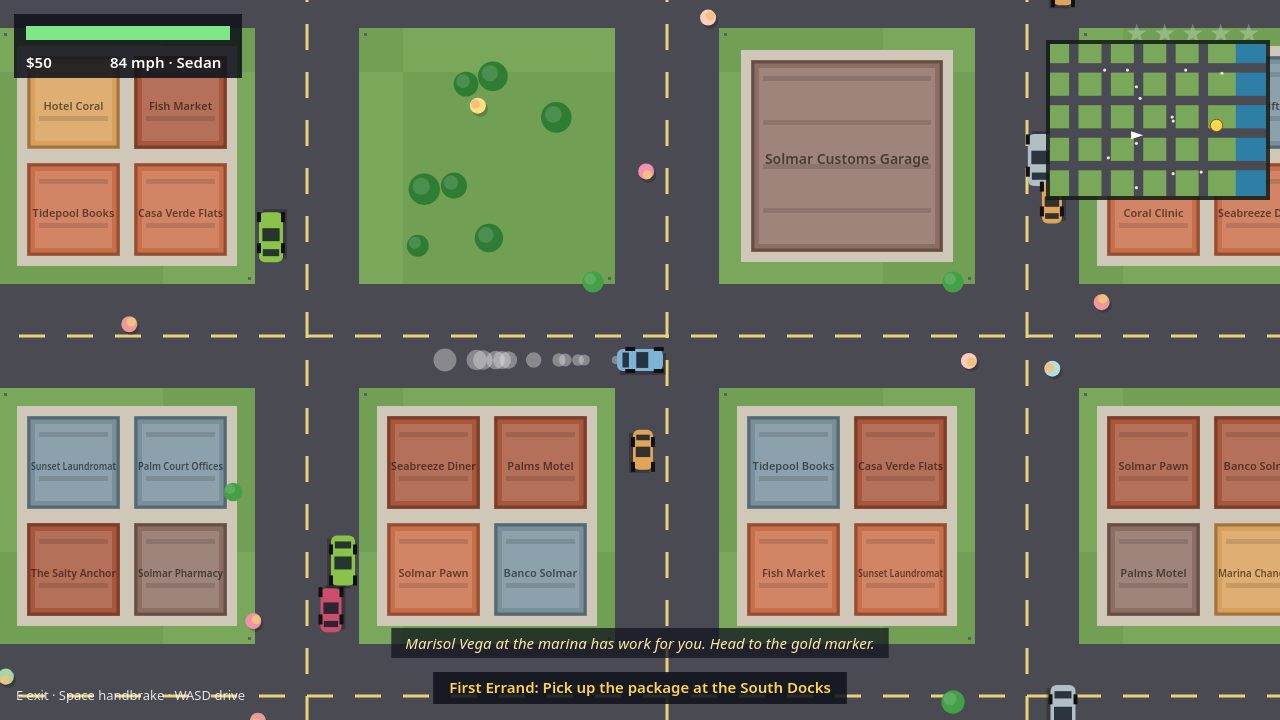 $50 84 mph · Sedan
Hotel Coral
Fish Market
Tidepool Books
Casa Verde Flats
Solmar Customs Garage
Coral Clinic
Sunset Laundromat
Palm Court Offices
The Salty Anchor
Solmar Pharmacy
Seabreeze Diner
Palms Motel
Solmar Pawn
Banco Solmar
Tidepool Books
Casa Verde Flats
Fish Market
Sunset Laundromat
Solmar Pawn
Palms Motel
Marisol Vega at the marina has work for you. Head to the gold marker.
First Errand: Pick up the package at the South Docks
E exit · Space handbrake · WASD drive